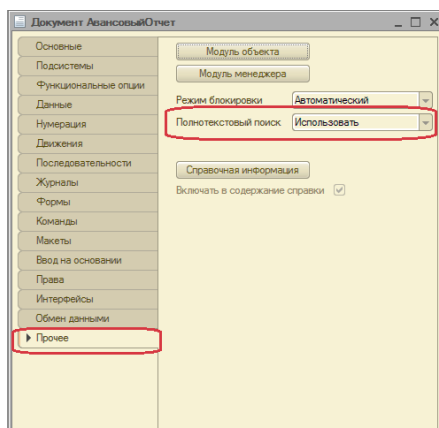 Документ АвансовыйОтчет
Основные
Подсистемы
Функциональные опции
Данные
Нумерация
Движения
Последовательности
Журналы
Формы
Команды
Макеты
Ввод на основании
Права
Интерфейсы
Обмен данными
Прочее
Модуль объекта
Модуль менеджера
Режим блокировки Автоматический
Полнотекстовый поиск Использовать
Справочная информация
Включать в содержание справки